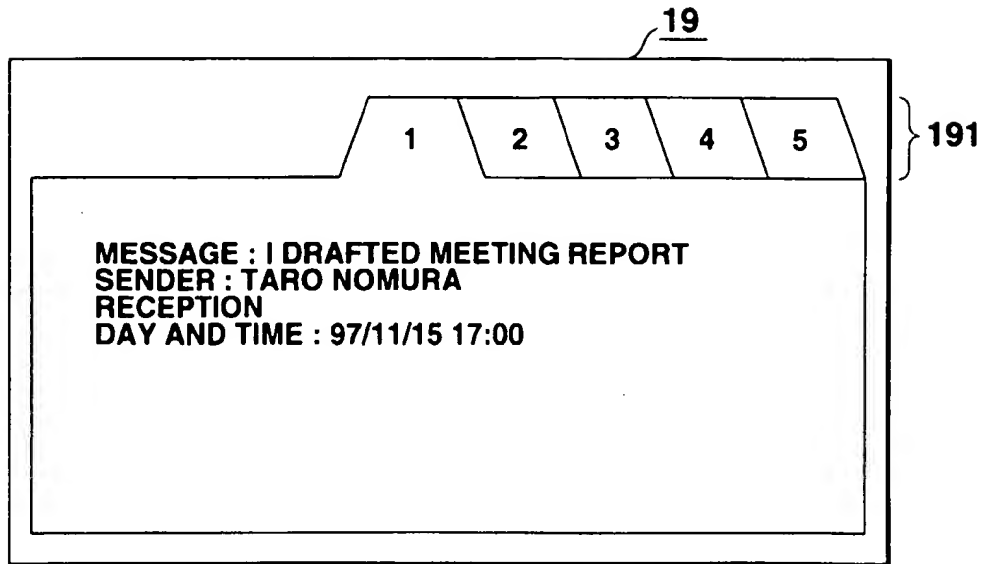 19
1 2 3 4 5
191
MESSAGE : I DRAFTED MEETING REPORT
SENDER : TARO NOMURA
RECEPTION
DAY AND TIME : 97/11/15 17:00